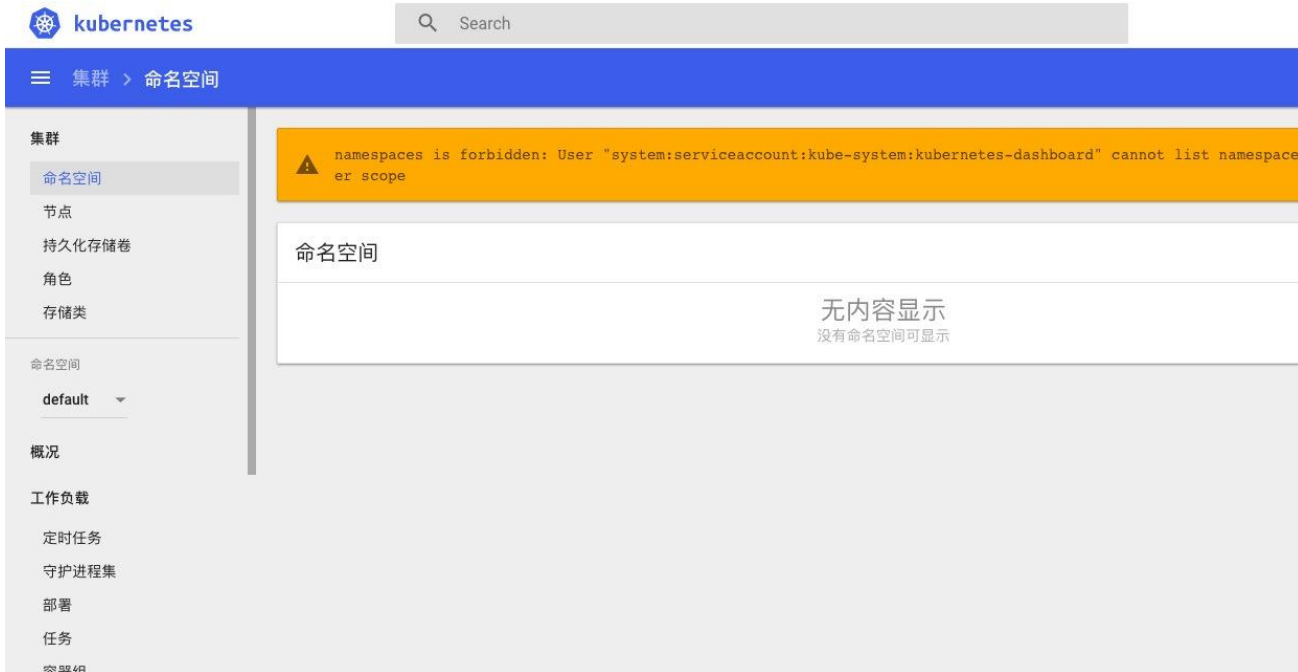 kubernetes
Search
集群 > 命名空间
集群
命名空间
节点
持久化存储卷
角色
存储类
命名空间
default
概况
工作负载
定时任务
守护进程集
部署
任务
容器组
namespaces is forbidden: User "system:serviceaccount:kube-system:kubernetes-dashboard" cannot list namespace
er scope
命名空间
无内容显示
没有命名空间可显示